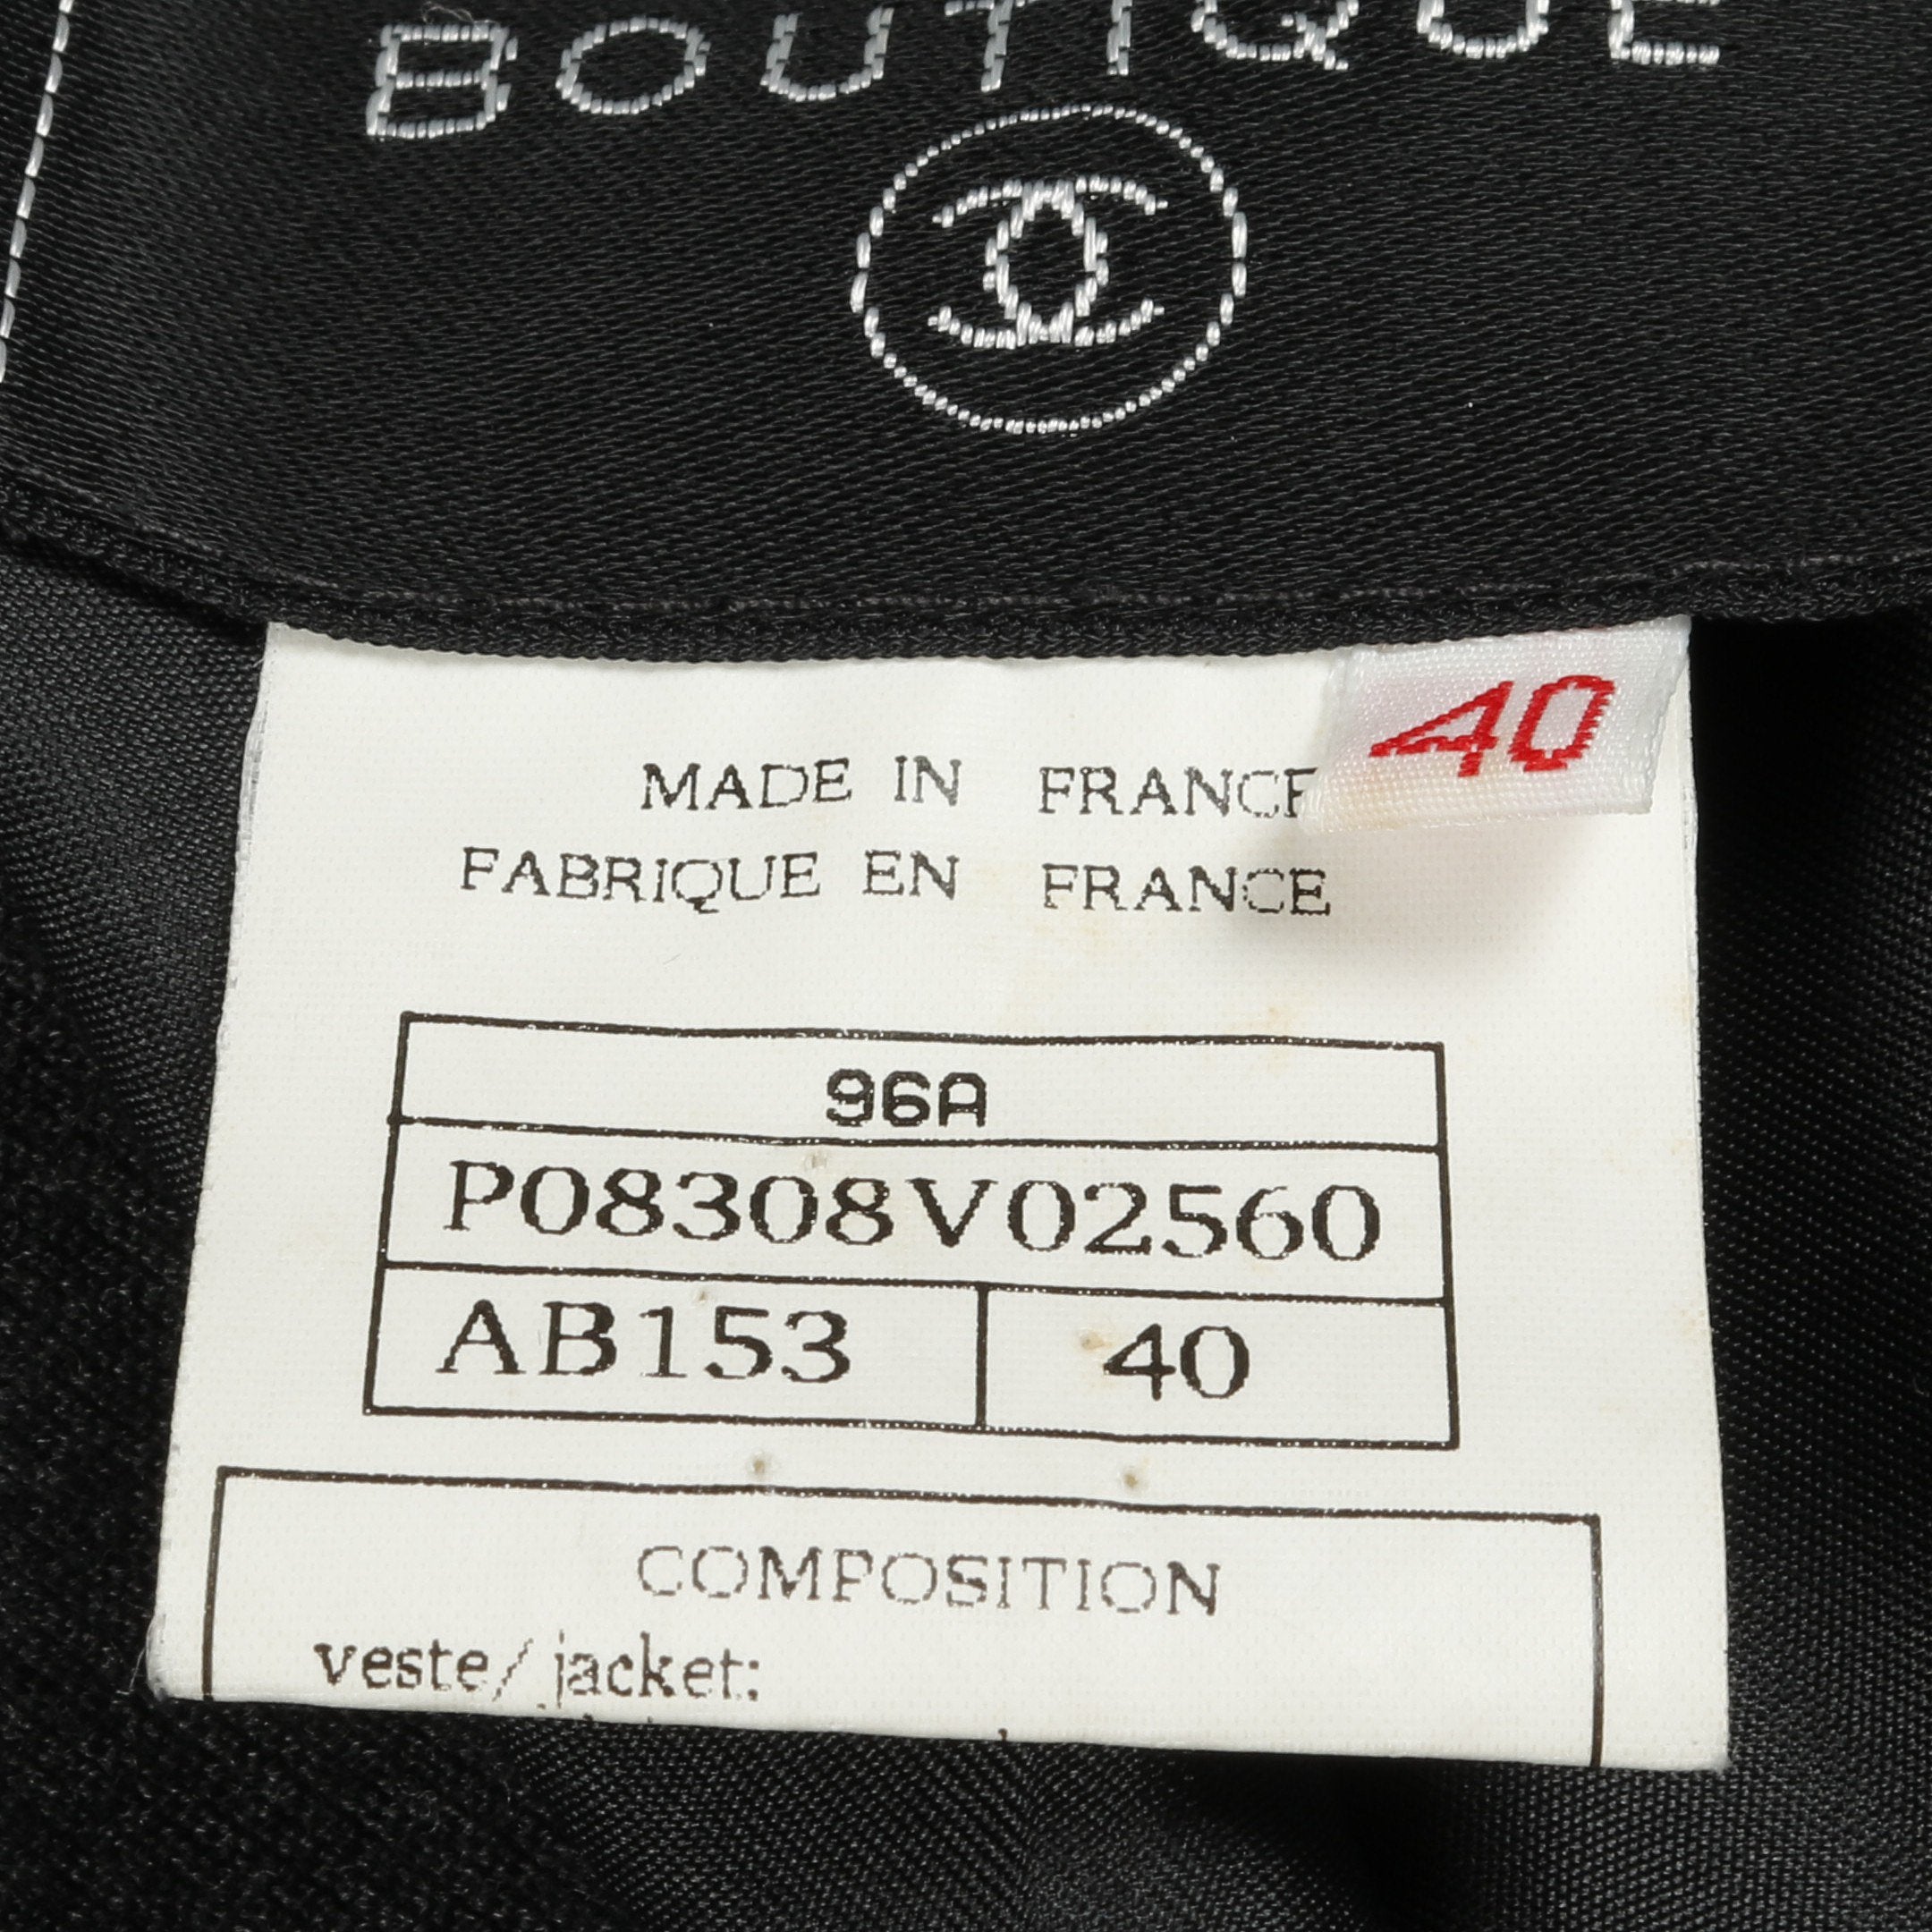 BOUTIQUE
40
MADE IN FRANCE
FABRIQUE EN FRANCE
96A
P08308V02560
AB153 40
COMPOSITION
veste/jacket: